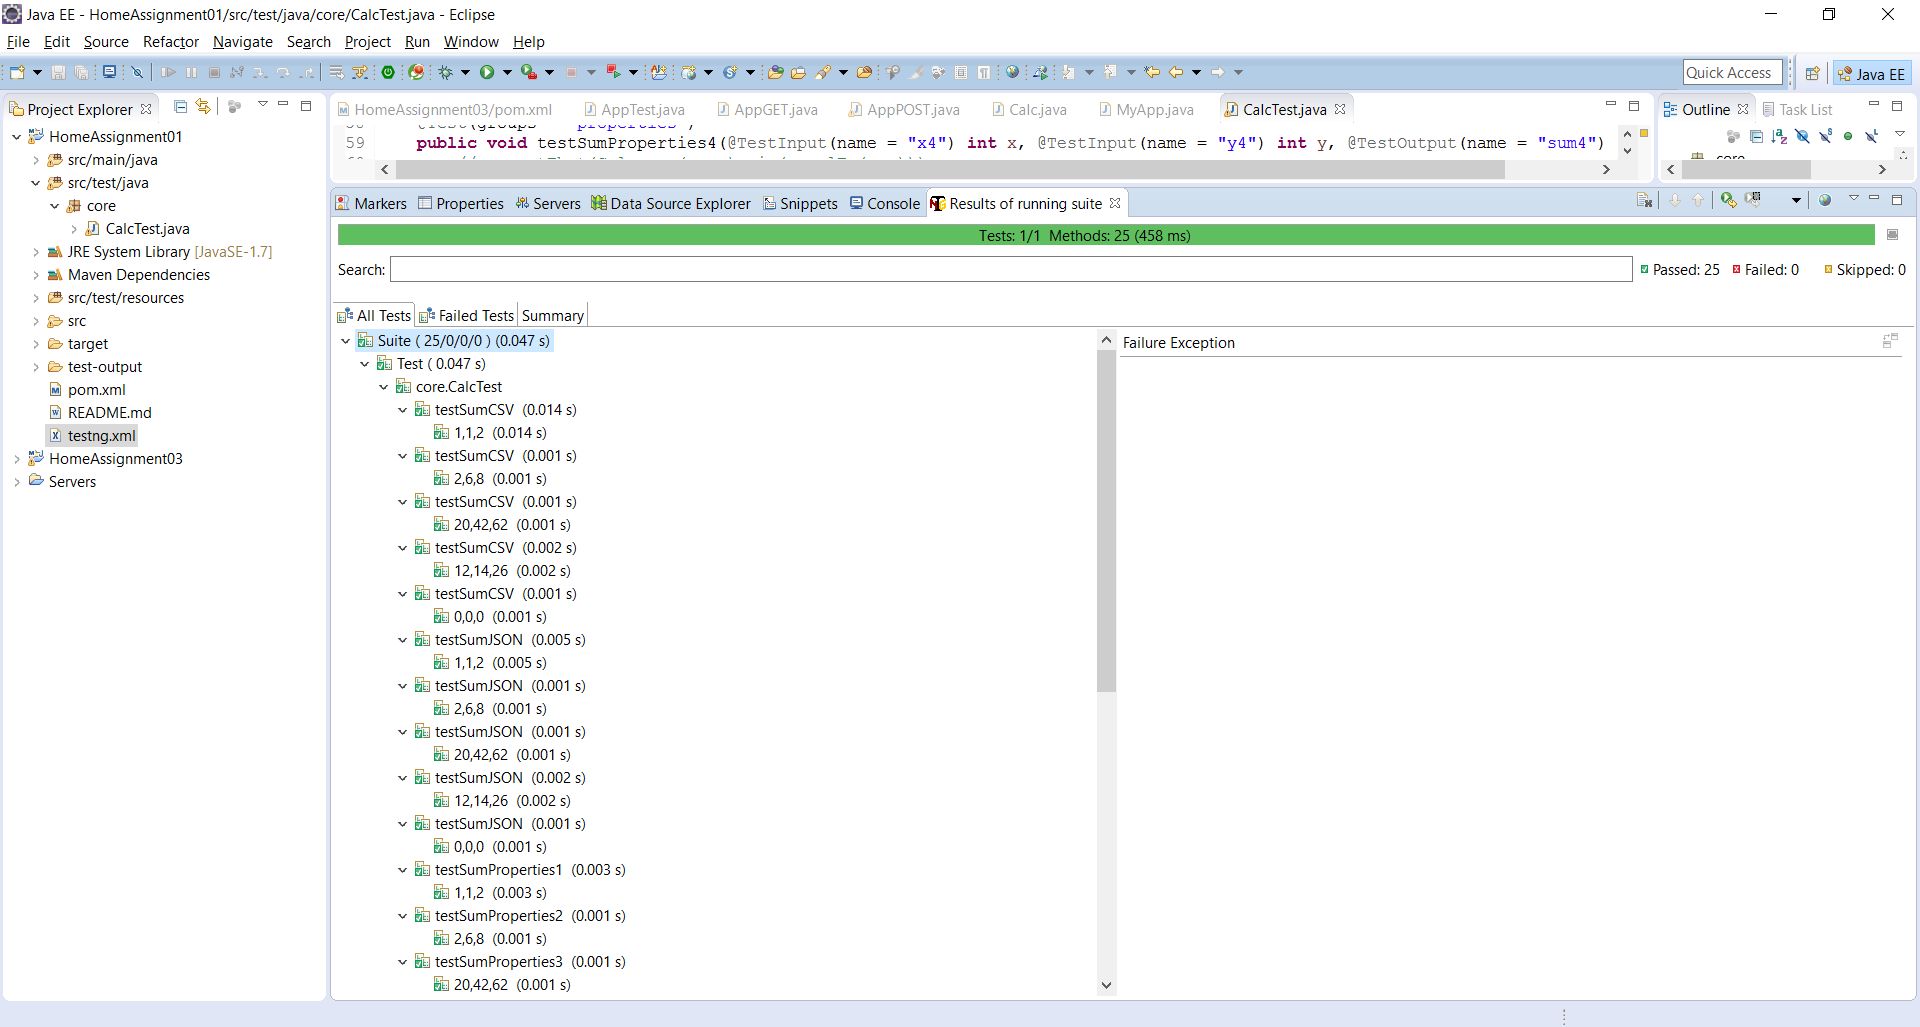 Java EE - HomeAssignment01/src/test/java/core/CalcTest.java - Eclipse
File Edit Source Refactor Navigate Search Project Run Window Help
Quick Access
Java EE
Project Explorer
HomeAssignment01
src/main/java
src/test/java
core
CalcTest.java
JRE System Library [JavaSE-1.7]
Maven Dependencies
src/test/resources
src
target
test-output
pom.xml
README.md
testng.xml
HomeAssignment03
Servers
HomeAssignment03/pom.xml AppTest.java AppGET.java AppPOST.java Calc.java MyApp.java CalcTest.java
59 public void testSumProperties4(@TestInput(name = "x4") int x, @TestInput(name = "y4") int y, @TestOutput(name = "sum4")
Outline Task List
core
Markers Properties Servers Data Source Explorer Snippets Console Results of running suite
Tests: 1/1 Methods: 25 (458 ms)
Search:
Passed: 25 Failed: 0 Skipped: 0
All Tests Failed Tests Summary
Suite ( 25/0/0/0 ) (0.047 s)
Test ( 0.047 s)
core.CalcTest
testSumCSV (0.014 s)
1,1,2 (0.014 s)
testSumCSV (0.001 s)
2,6,8 (0.001 s)
testSumCSV (0.001 s)
20,42,62 (0.001 s)
testSumCSV (0.002 s)
12,14,26 (0.002 s)
testSumCSV (0.001 s)
0,0,0 (0.001 s)
testSumJSON (0.005 s)
1,1,2 (0.005 s)
testSumJSON (0.001 s)
2,6,8 (0.001 s)
testSumJSON (0.001 s)
20,42,62 (0.001 s)
testSumJSON (0.002 s)
12,14,26 (0.002 s)
testSumJSON (0.001 s)
0,0,0 (0.001 s)
testSumProperties1 (0.003 s)
1,1,2 (0.003 s)
testSumProperties2 (0.001 s)
2,6,8 (0.001 s)
testSumProperties3 (0.001 s)
20,42,62 (0.001 s)
Failure Exception